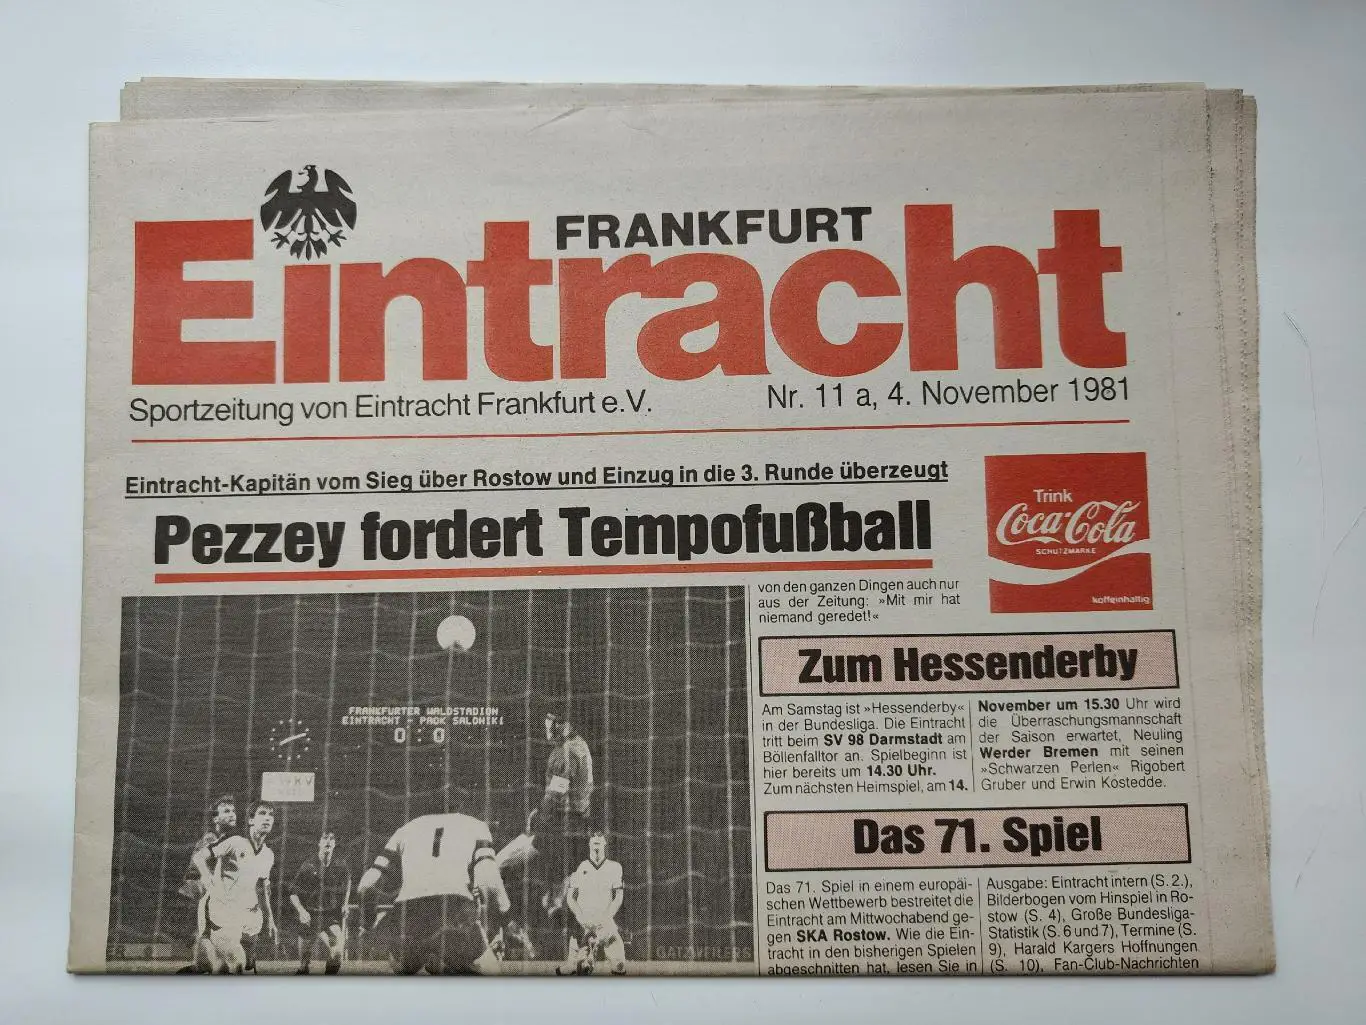 FRANKFURT
Eintracht
Sportzeitung von Eintracht Frankfurt e.V.
Nr. 11 a, 4. November 1981
Eintracht-Kapitän vom Sieg über Rostow und Einzug in die 3. Runde überzeugt
Pezzey fordert Tempofußball
Trink
Coca-Cola
SCHUTZMARKE
koffeinhaltig
FRANKFURTER WALDSTADION
EINTRACHT - PAOK SALONIKI
0 : 0
1
GATZWEILERS
von den ganzen Dingen auch nur
aus der Zeitung: »Mit mir hat
niemand geredet!«
Zum Hessenderby
Am Samstag ist »Hessenderby«
in der Bundesliga. Die Eintracht
tritt beim SV 98 Darmstadt am
Böllenfalltor an. Spielbeginn ist
hier bereits um 14.30 Uhr.
Zum nächsten Heimspiel, am 14.
November um 15.30 Uhr wird
die Überraschungsmannschaft
der Saison erwartet, Neuling
Werder Bremen mit seinen
»Schwarzen Perlen« Rigobert
Gruber und Erwin Kostedde.
Das 71. Spiel
Das 71. Spiel in einem europäi-
schen Wettbewerb bestreitet die
Eintracht am Mittwochabend ge-
gen SKA Rostow. Wie die Ein-
tracht in den bisherigen Spielen
abgeschnitten hat, lesen Sie in
Ausgabe: Eintracht intern (S. 2.),
Bilderbogen vom Hinspiel in Ro-
stow (S. 4), Große Bundesliga-
Statistik (S. 6 und 7), Termine (S.
9), Harald Kargers Hoffnungen
(S. 10), Fan-Club-Nachrichten